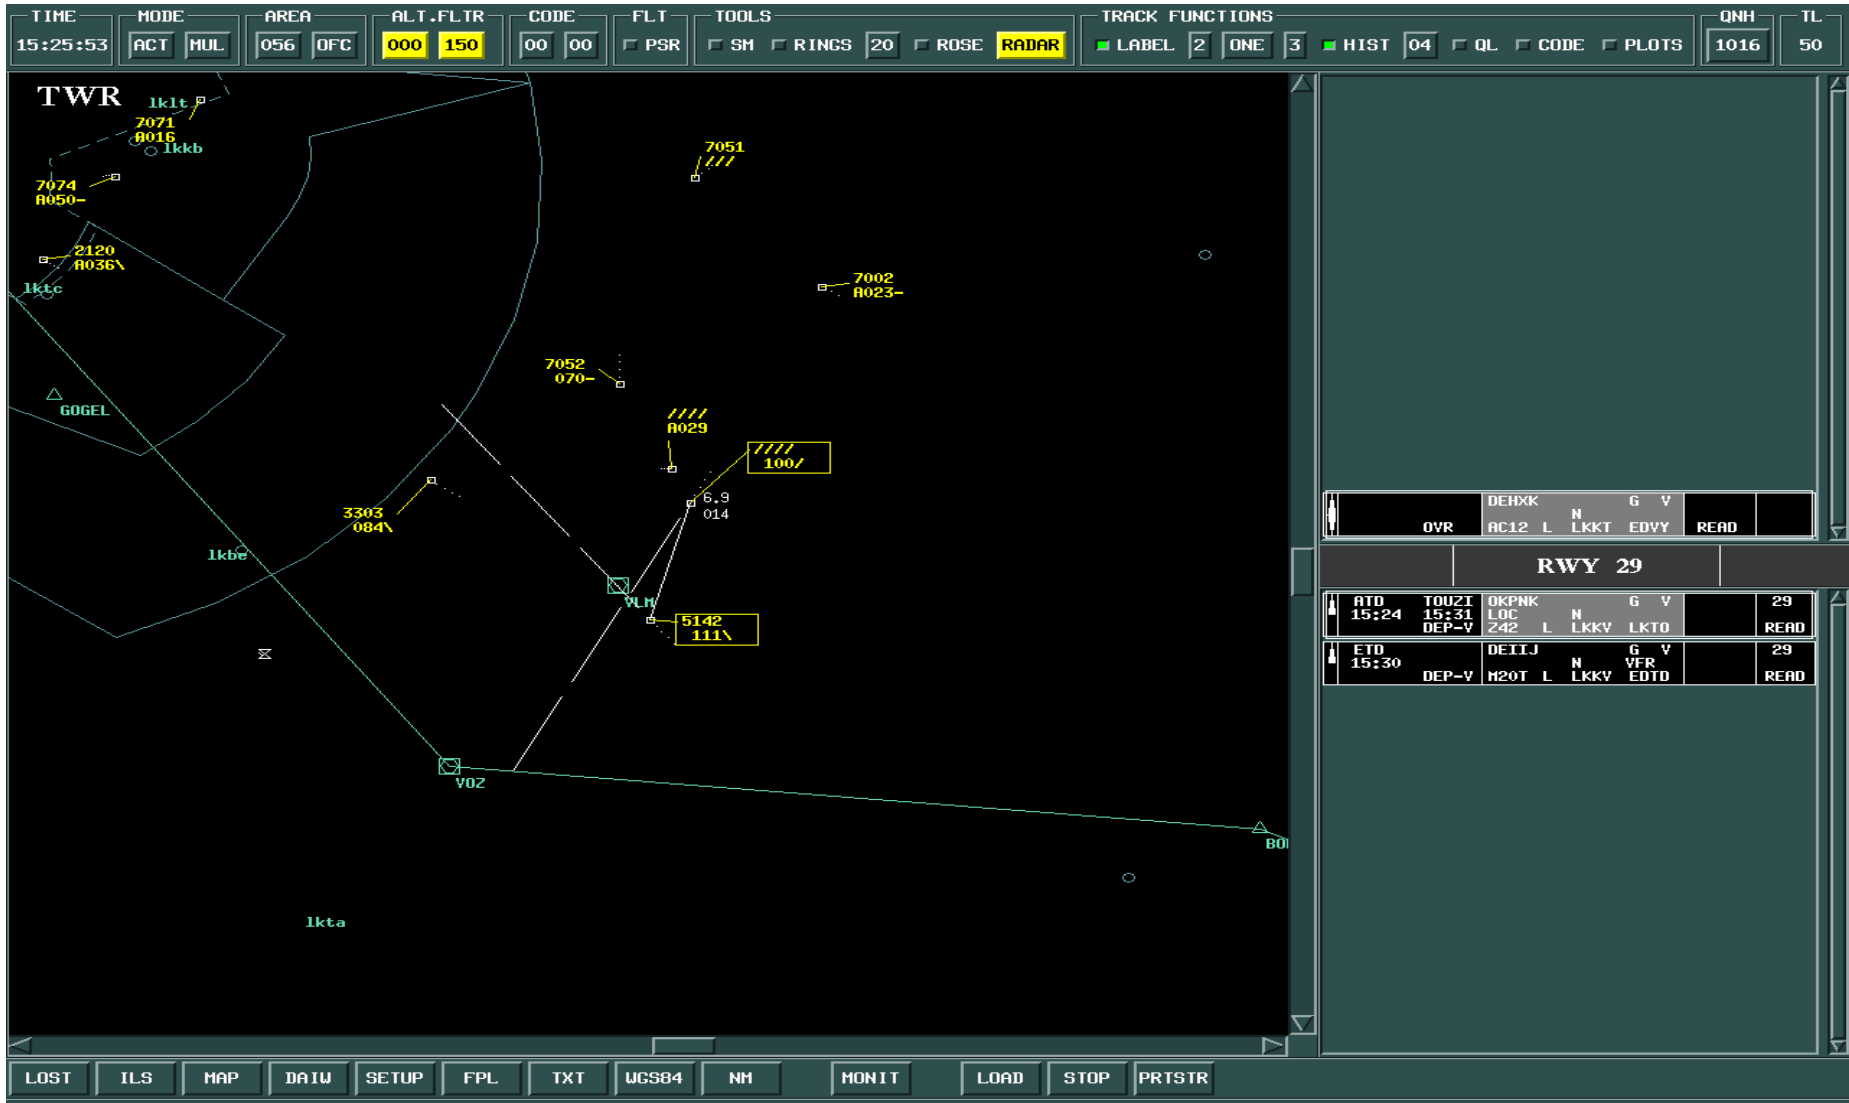 TIME MODE AREA ALT.FLTR CODE FLT TOOLS TRACK FUNCTIONS QNH TL
15:25:53 ACT MUL 056 OFC 000 150 00 00 PSR SM RINGS 20 ROSE RADAR LABEL 2 ONE 3 HIST 04 QL CODE PLOTS 1016 50
TWR
lklt
7071
A016
lkkb
7051
///
7074
A050-
2120
A036\
lktc
7002
A023-
7052
070-
GOGEL
////
A029
////
100/
6.9
014
3303
084\
lkbe
VLM
5142
111\
VOZ
lkta
DEHXK G V
N
OVR AC12 L LKKT EDVY READ
RWY 29
ATD TOUZI OKPNK G V 29
15:24 15:31 LOC N
DEP-V Z42 L LKKV LKTO READ
ETD DEIIJ G V 29
15:30 N VFR
DEP-V M20T L LKKV EDTD READ
LOST ILS MAP DAIW SETUP FPL TXT WGS84 NM MONIT LOAD STOP PRTSTR